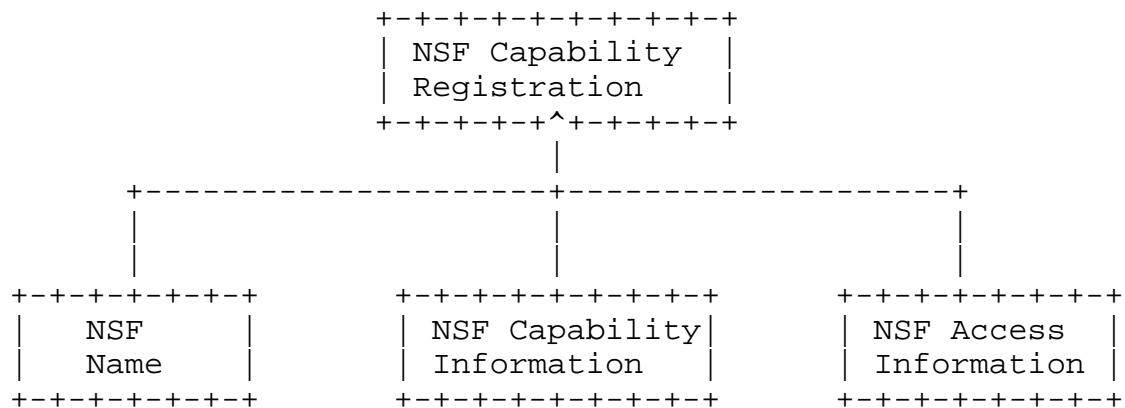 NSF Capability
Registration
NSF NSF Capability NSF Access
Name Information Information